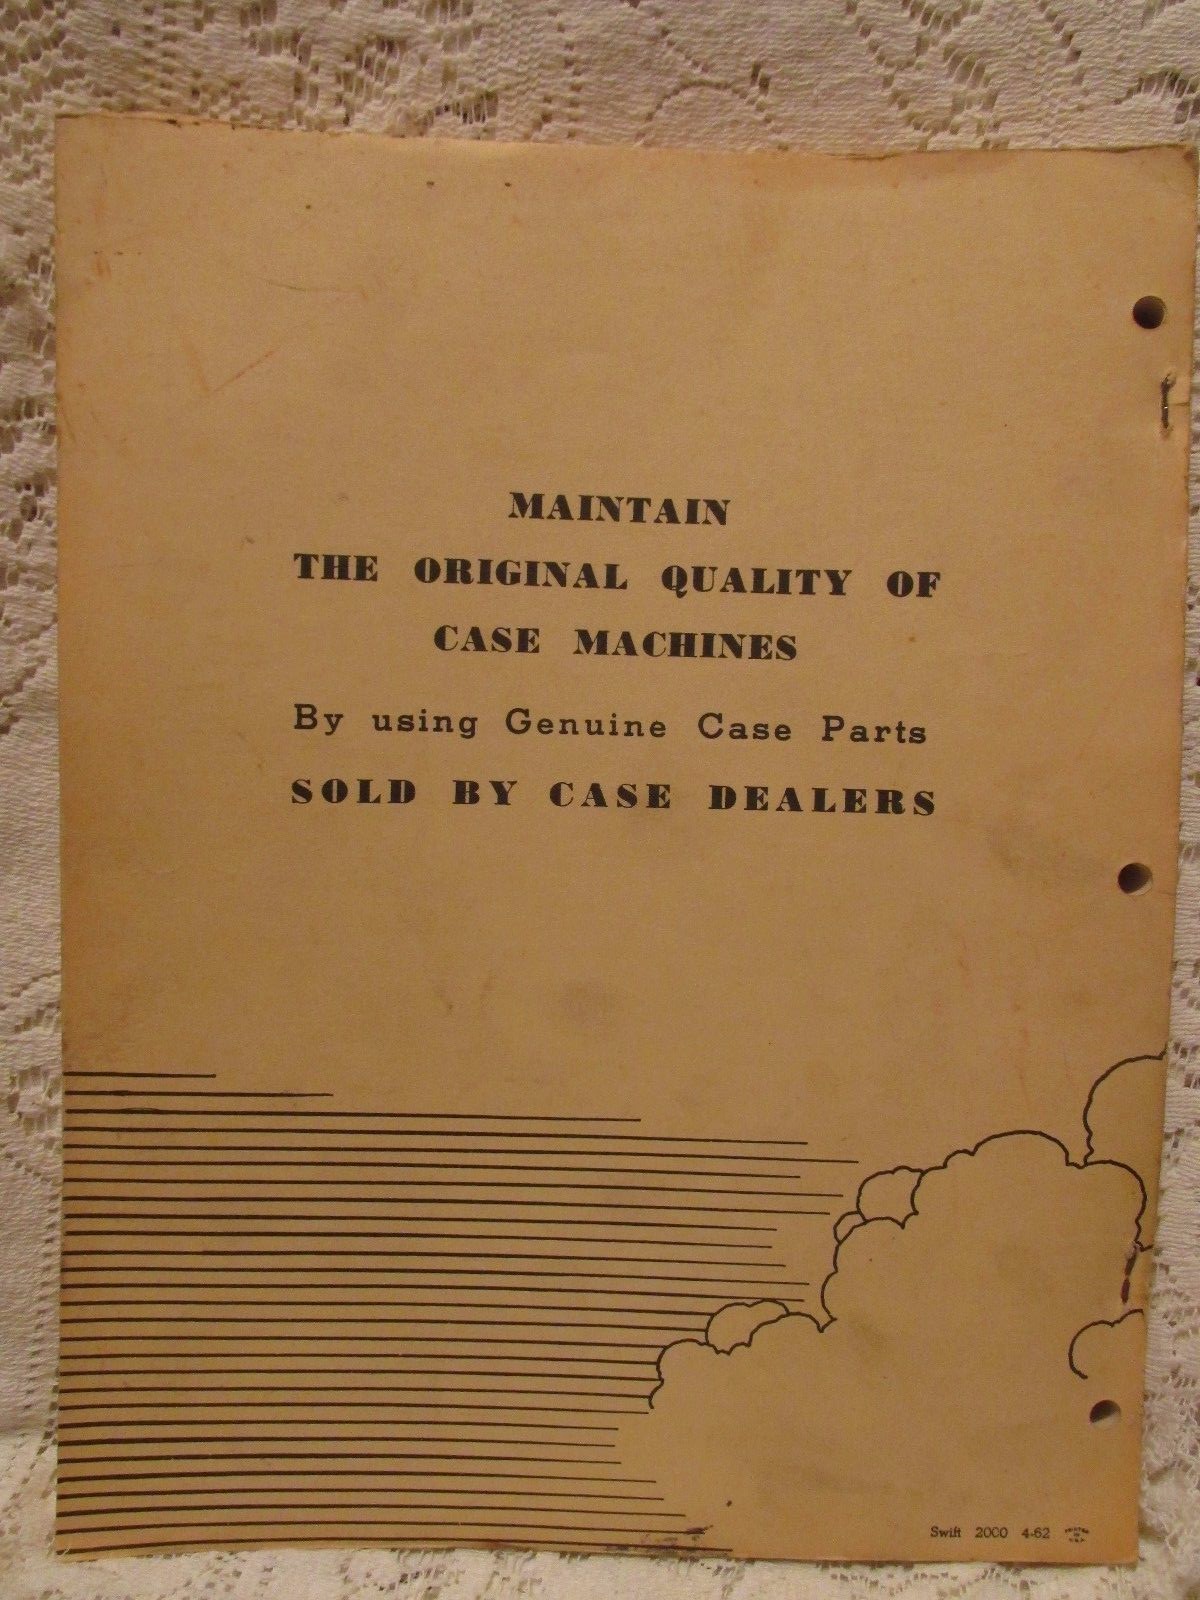 MAINTAIN
THE ORIGINAL QUALITY OF
CASE MACHINES
By using Genuine Case Parts
SOLD BY CASE DEALERS
Swift 2000 4-62